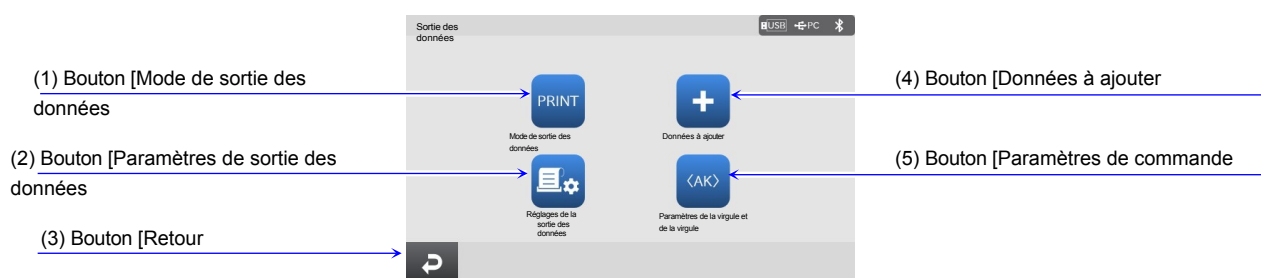 Sortie des
données
USB PC
(1) Bouton [Mode de sortie des
données
PRINT
Mode de sortie des
données
Données à ajouter
(4) Bouton [Données à ajouter
(2) Bouton [Paramètres de sortie des
données
Réglages de la
sortie des
données
<AK>
Paramètres de la virgule et
de la virgule
(5) Bouton [Paramètres de commande
(3) Bouton [Retour